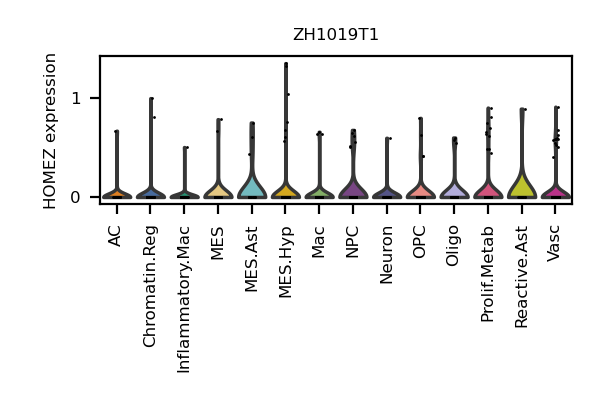 ZH1019T1
HOMEZ expression
1
0
AC
Chromatin.Reg
Inflammatory.Mac
MES
MES.Ast
MES.Hyp
Mac
NPC
Neuron
OPC
Oligo
Prolif.Metab
Reactive.Ast
Vasc